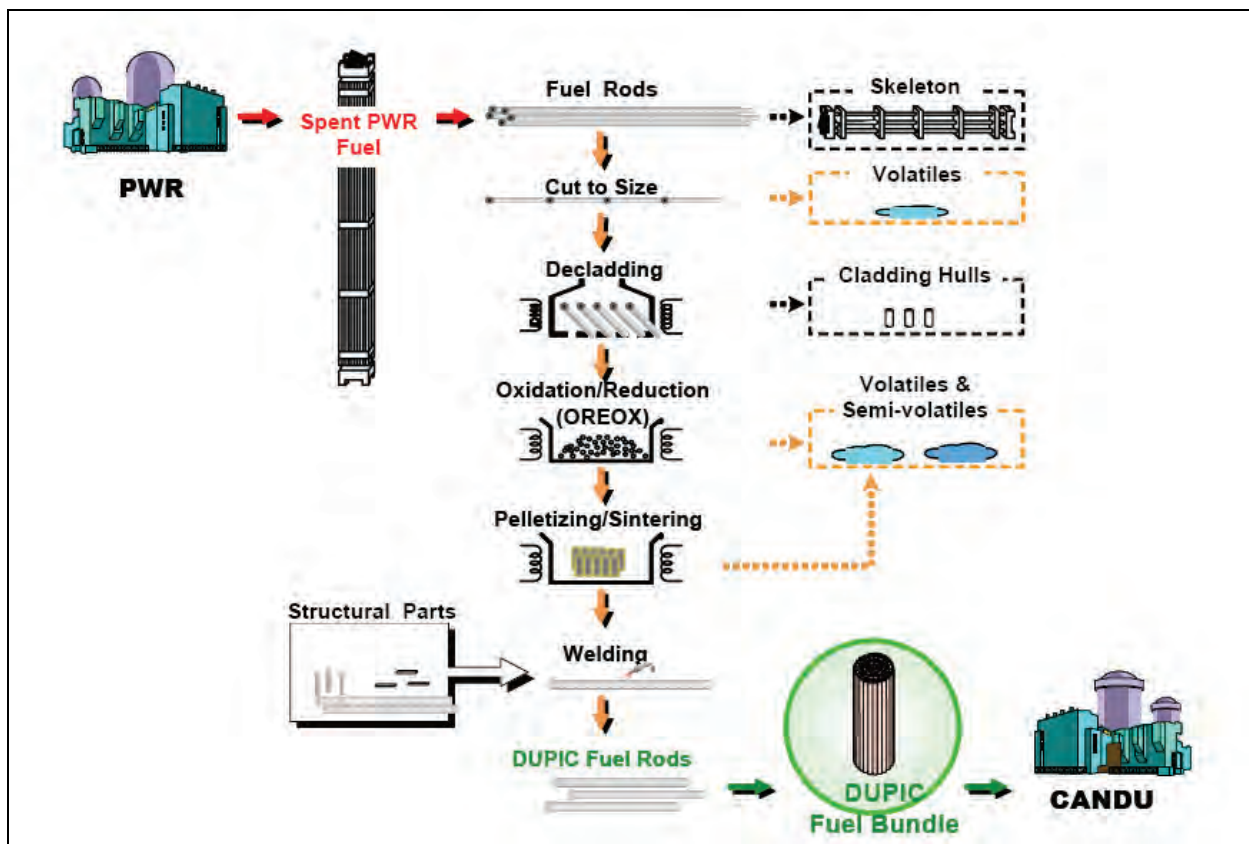 PWR
Spent PWR
Fuel
Fuel Rods
Skeleton
Cut to Size
Volatiles
Decladding
Cladding Hulls
Oxidation/Reduction
(OREOX)
Volatiles &
Semi-volatiles
Pelletizing/Sintering
Structural Parts
Welding
DUPIC Fuel Rods
DUPIC
Fuel Bundle
CANDU